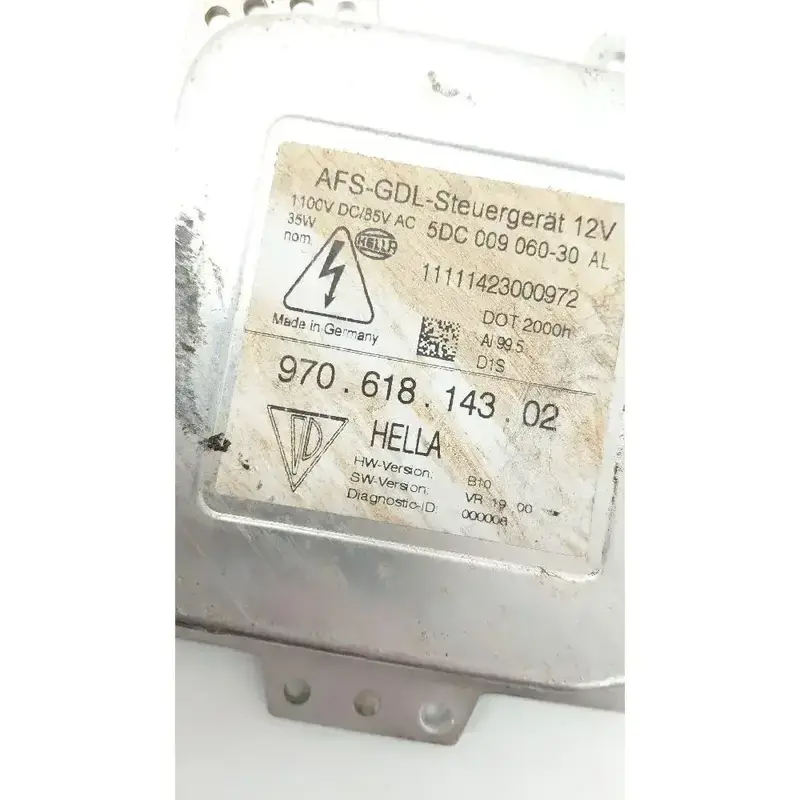 AFS-GDL-Steuergerät 12V
1100V DC/85V AC 5DC 009 060-30 AL
35W
nom.
HELLA
11111423000972
DOT 2000h
Al 99.5
D1S
Made in Germany
970.618.143.02
HELLA
HW-Version: B10
SW-Version: VR 19 00
Diagnostic-ID: 000008